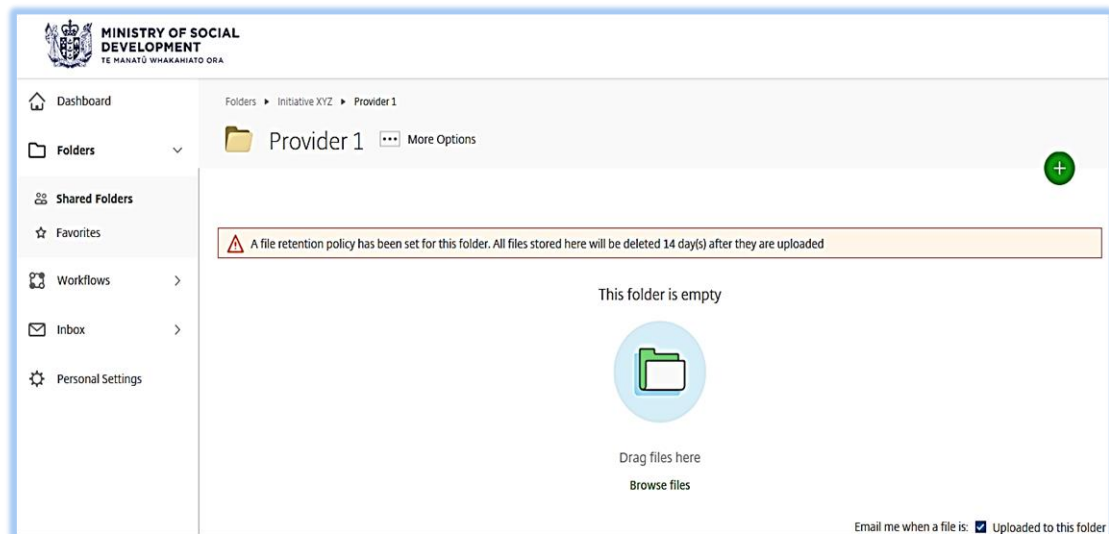 MINISTRY OF SOCIAL
DEVELOPMENT
TE MANATŪ WHAKAHIATO ORA
Dashboard
Folders
Shared Folders
Favorites
Workflows
Inbox
Personal Settings
Folders ▸ Initiative XYZ ▸ Provider 1
Provider 1 ... More Options
A file retention policy has been set for this folder. All files stored here will be deleted 14 day(s) after they are uploaded
This folder is empty
Drag files here
Browse files
Email me when a file is: Uploaded to this folder